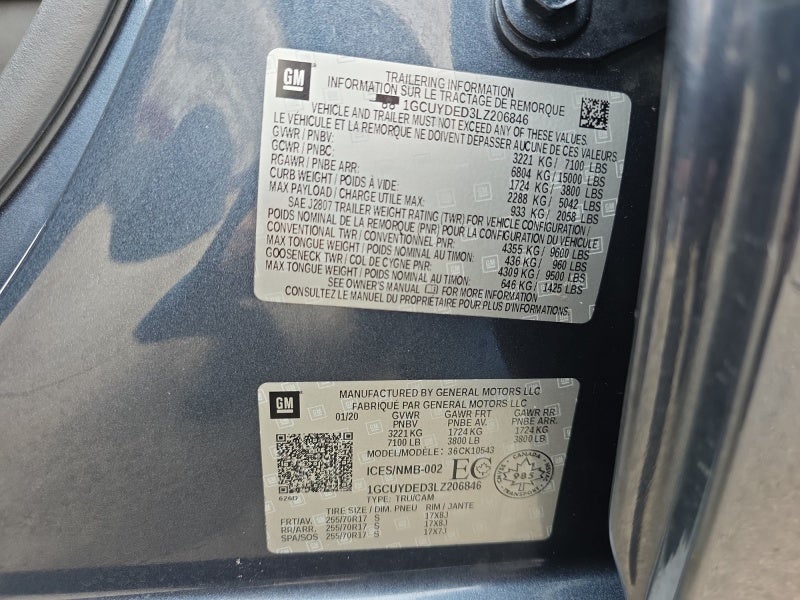 GM
TRAILERING INFORMATION
INFORMATION SUR LE TRACTAGE DE REMORQUE
1GCUYDED3LZ206846
VEHICLE AND TRAILER MUST NOT EXCEED ANY OF THESE VALUES.
LE VÉHICULE ET LA REMORQUE NE DOIVENT DÉPASSER AUCUNE DE CES VALEURS
GVWR / PNBV: 3221 KG / 7100 LBS
GCWR / PNBC: 6804 KG / 15000 LBS
RGAWR / PNBE ARR: 1724 KG / 3800 LBS
CURB WEIGHT / POIDS À VIDE: 2288 KG / 5042 LBS
MAX PAYLOAD / CHARGE UTILE MAX: 933 KG / 2058 LBS
SAE J2807 TRAILER WEIGHT RATING (TWR) FOR VEHICLE CONFIGURATION /
POIDS NOMINAL DE LA REMORQUE (PNR) POUR LA CONFIGURATION DU VÉHICULE
CONVENTIONAL TWR / CONVENTIONNEL PNR: 4355 KG / 9600 LBS
MAX TONGUE WEIGHT / POIDS NOMINAL AU TIMON: 436 KG / 960 LBS
GOOSENECK TWR / COL DE CYGNE PNR: 4309 KG / 9500 LBS
MAX TONGUE WEIGHT / POIDS NOMINAL AU TIMON: 646 KG / 1425 LBS
SEE OWNER'S MANUAL FOR MORE INFORMATION
CONSULTEZ LE MANUEL DU PROPRIÉTAIRE POUR PLUS D'INFORMATIONS.
GM
MANUFACTURED BY GENERAL MOTORS LLC
FABRIQUÉ PAR GENERAL MOTORS LLC
01/20 GVWR GAWR FRT GAWR RR
PNBV PNBE AV. PNBE ARR.
3221 KG 1724 KG 1724 KG
7100 LB 3800 LB 3800 LB
MODEL/MODÈLE: 36CK10543
ICES/NMB-002 EC
CANADA 985 TRANSPORT
1GCUYDED3LZ206846
TYPE: TRU/CAM
TIRE SIZE / DIM. PNEU RIM / JANTE
FRT/AV. 255/70R17 S 17X8J
RR/ARR. 255/70R17 S 17X8J
SPA/SOS 255/70R17 S 17X7J